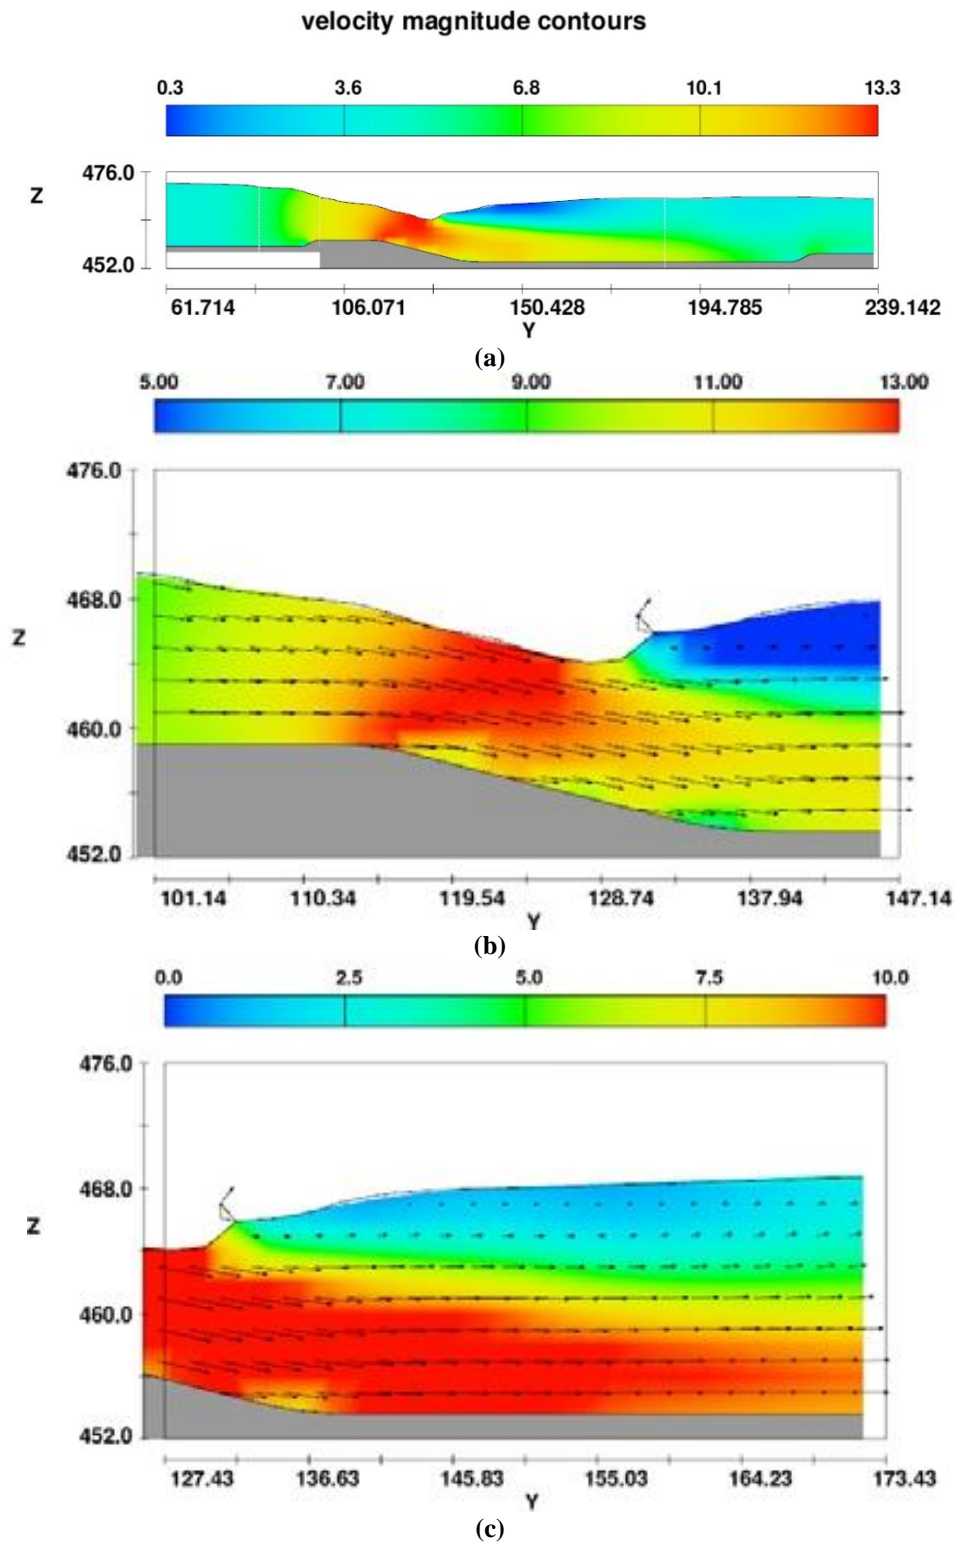 velocity magnitude contours
0.3 3.6 6.8 10.1 13.3
476.0
Z
452.0
61.714 106.071 150.428 194.785 239.142
Y
(a)
5.00 7.00 9.00 11.00 13.00
476.0
468.0
Z
460.0
452.0
101.14 110.34 119.54 128.74 137.94 147.14
Y
(b)
0.0 2.5 5.0 7.5 10.0
476.0
468.0
Z
460.0
452.0
127.43 136.63 145.83 155.03 164.23 173.43
Y
(c)